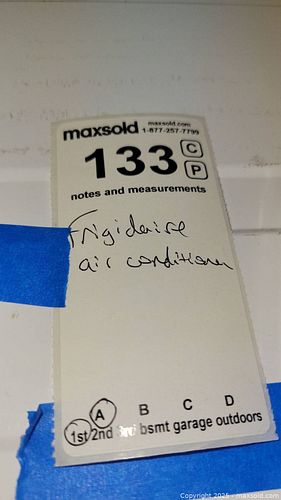 maxsold maxsold.com
1-877-257-7799
133 C
P
notes and measurements
Frigidaire
air conditioner
A B C D
1st 2nd bsmt garage outdoors
Copyright 2025 - maxsold.com